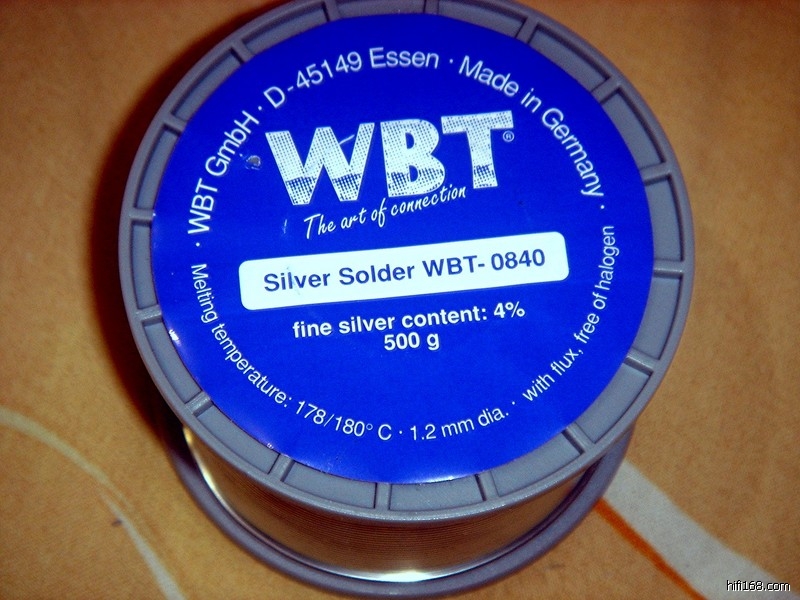 · WBT GmbH · D-45149 Essen · Made in Germany ·
WBT®
The art of connection
Silver Solder WBT- 0840
fine silver content: 4%
500 g
Melting temperature: 178/180° C · 1.2 mm dia. · with flux, free of halogen
hifi168.com